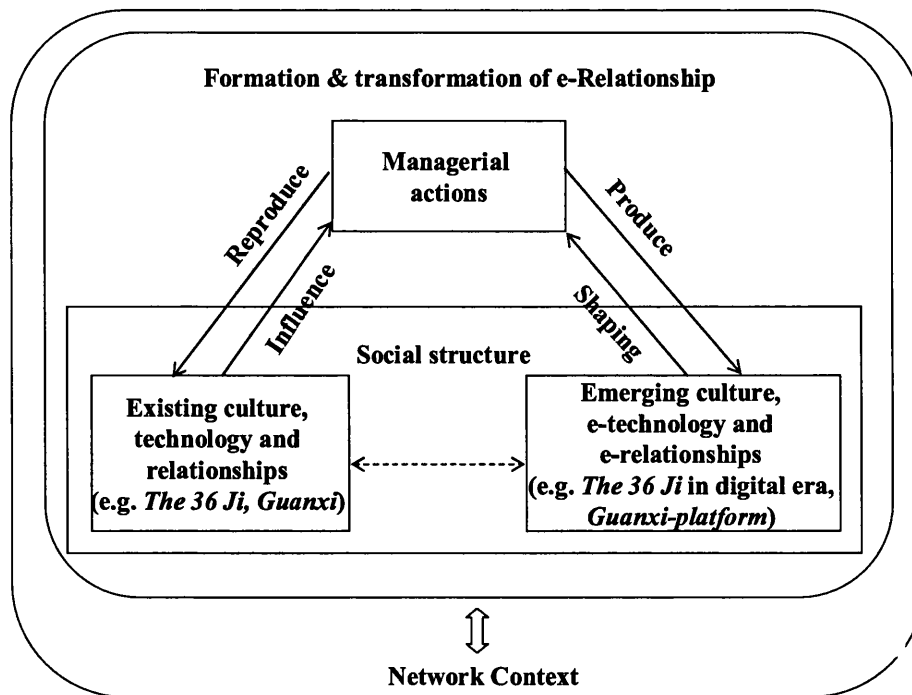 Formation & transformation of e-Relationship
Managerial
actions
Reproduce
Influence
Produce
Shaping
Social structure
Existing culture,
technology and
relationships
(e.g. The 36 Ji, Guanxi)
Emerging culture,
e-technology and
e-relationships
(e.g. The 36 Ji in digital era,
Guanxi-platform)
Network Context